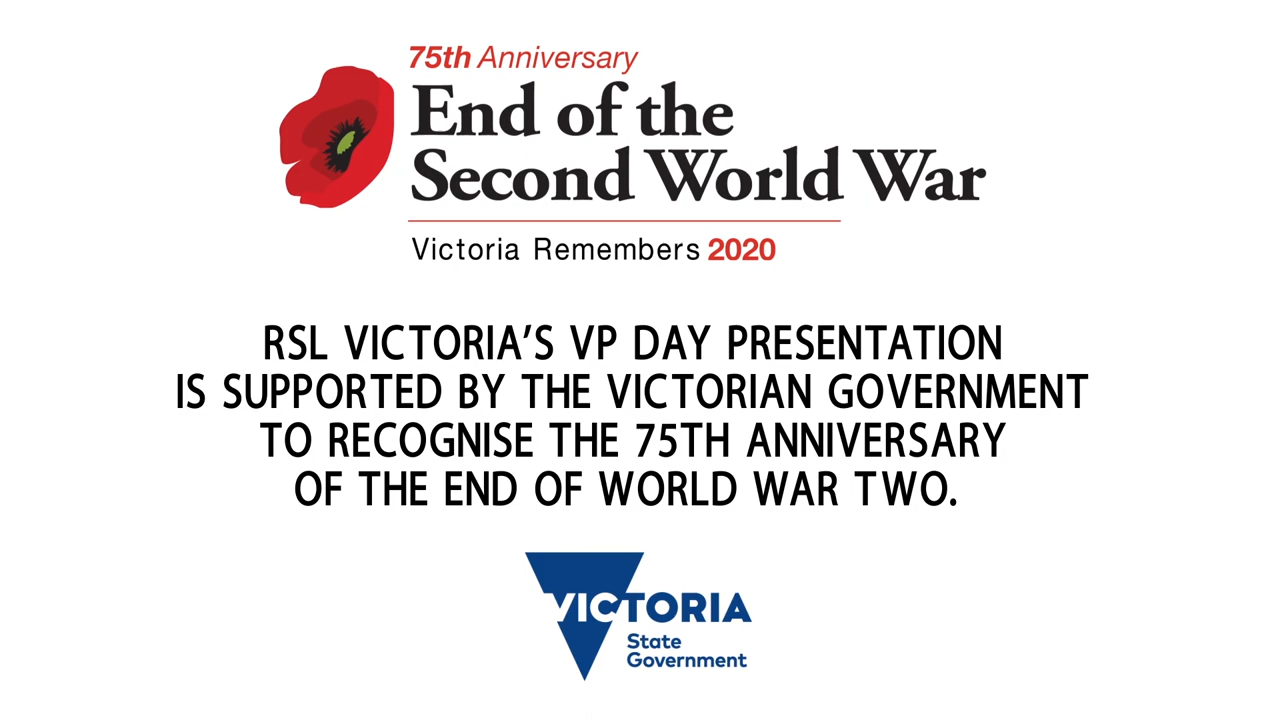 75th Anniversary
End of the
Second World War
Victoria Remembers 2020
RSL VICTORIA'S VP DAY PRESENTATION
IS SUPPORTED BY THE VICTORIAN GOVERNMENT
TO RECOGNISE THE 75TH ANNIVERSARY
OF THE END OF WORLD WAR TWO.
VICTORIA
State
Government